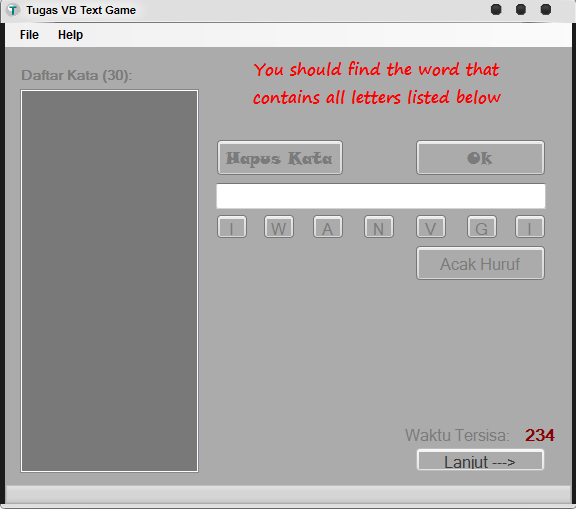 Tugas VB Text Game
File Help
Daftar Kata (30):
You should find the word that
contains all letters listed below
Hapus Kata Ok
I W A N V G I
Acak Huruf
Waktu Tersisa: 234
Lanjut --->